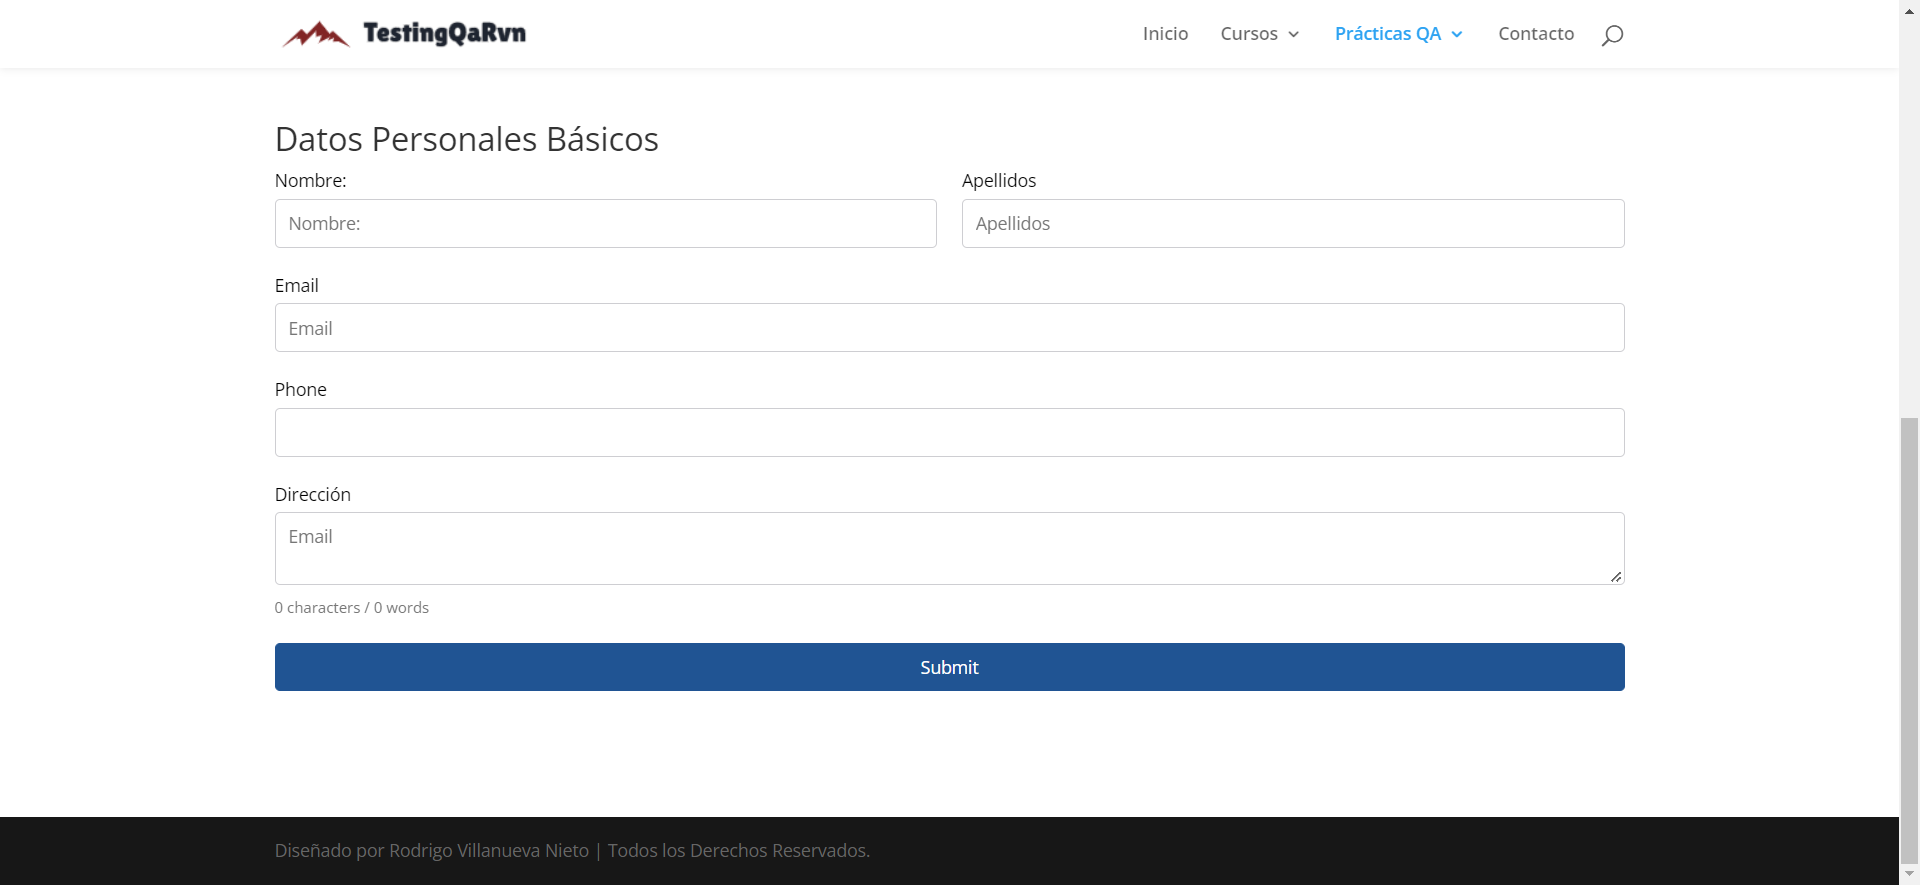 TestingQaRvn
Inicio Cursos Prácticas QA Contacto
Datos Personales Básicos
Nombre: Apellidos
Nombre: Apellidos
Email
Email
Phone
Dirección
Email
0 characters / 0 words
Submit
Diseñado por Rodrigo Villanueva Nieto | Todos los Derechos Reservados.